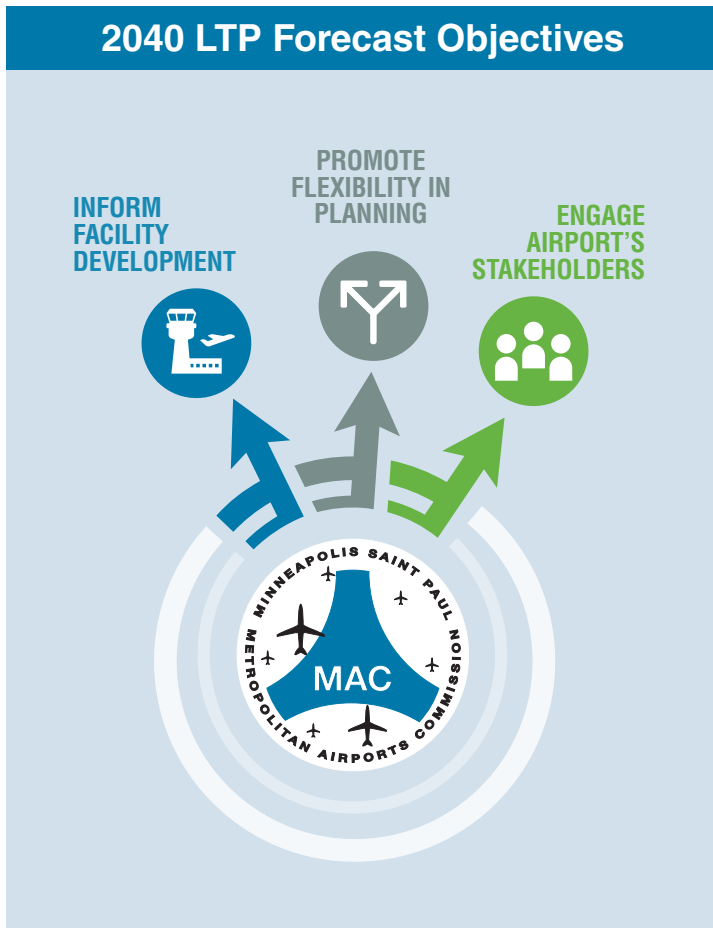 2040 LTP Forecast Objectives
PROMOTE
FLEXIBILITY IN
PLANNING
INFORM
FACILITY
DEVELOPMENT
ENGAGE
AIRPORT'S
STAKEHOLDERS
MINNEAPOLIS SAINT PAUL
METROPOLITAN AIRPORTS COMMISSION
MAC